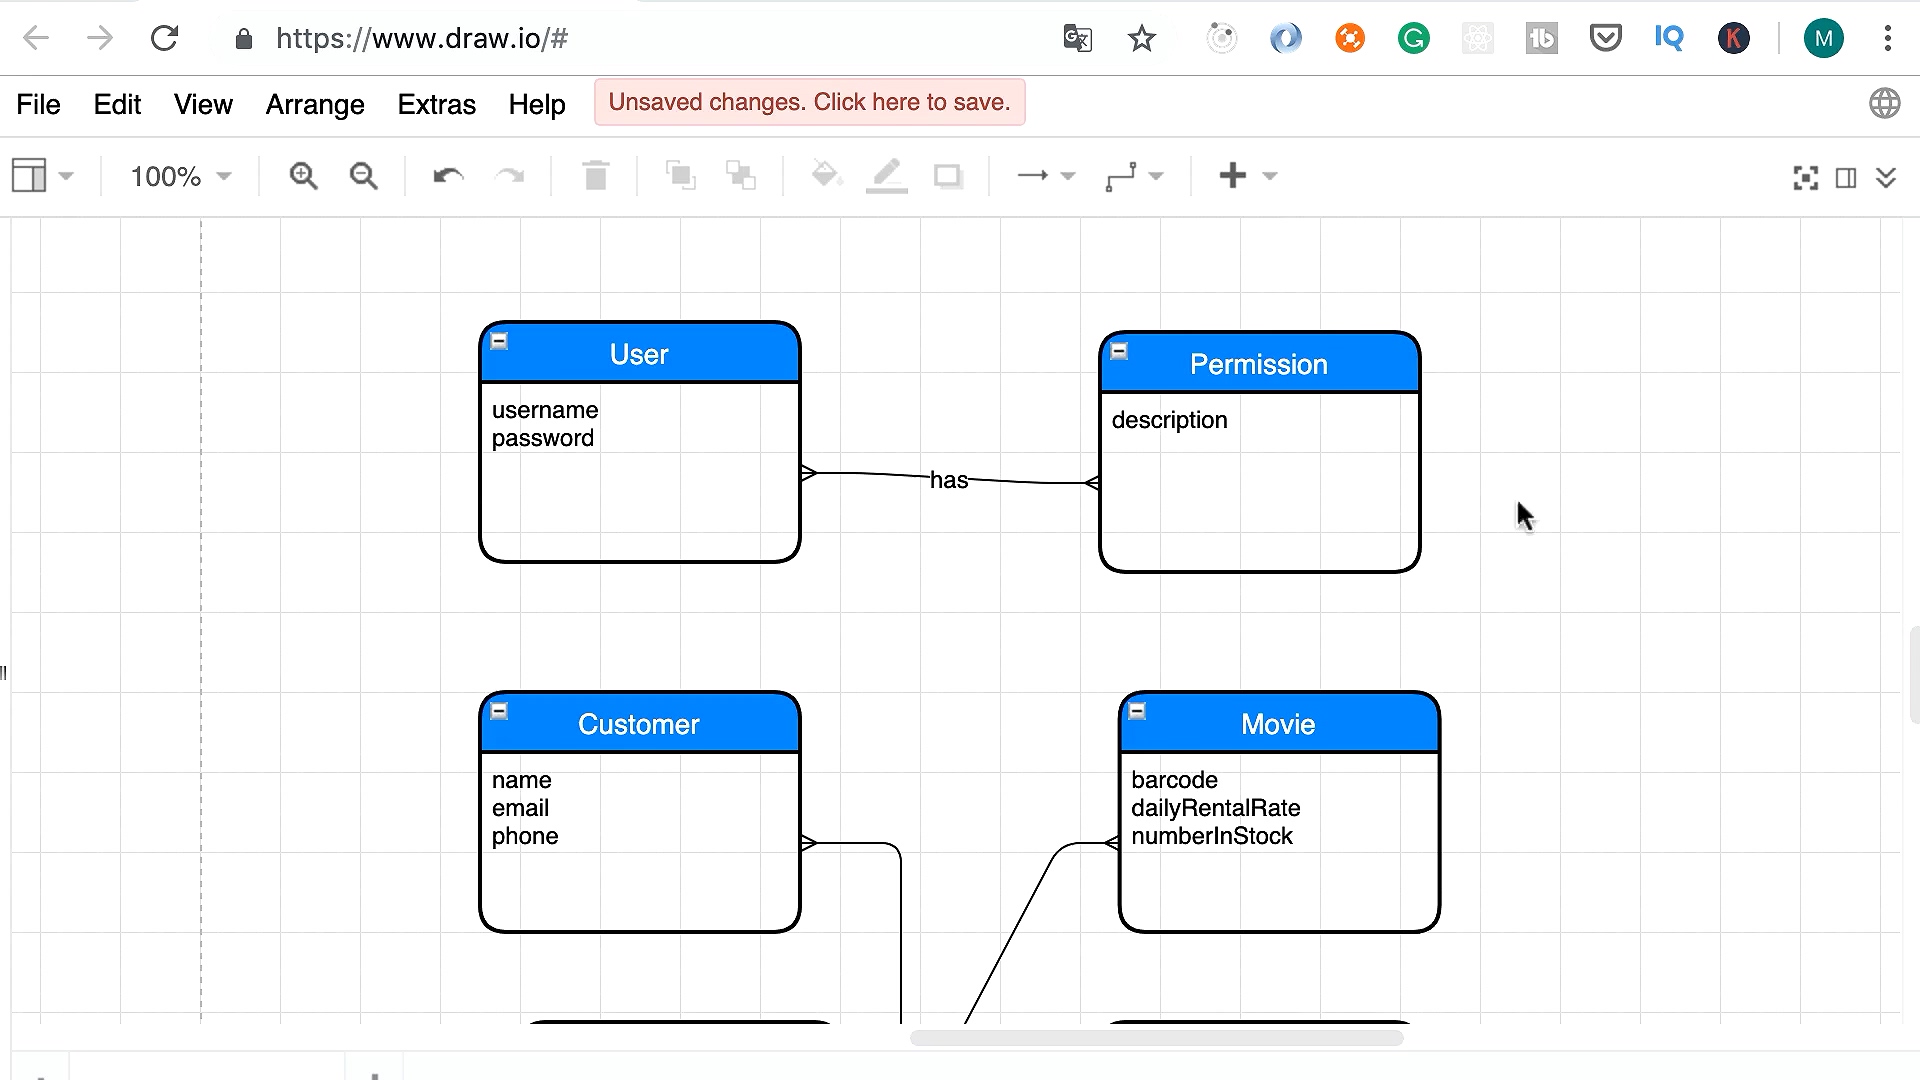 https://www.draw.io/#
G
tb
IQ
K
M
File Edit View Arrange Extras Help Unsaved changes. Click here to save.
100%
User
username
password
has
Permission
description
Customer
name
email
phone
Movie
barcode
dailyRentalRate
numberInStock